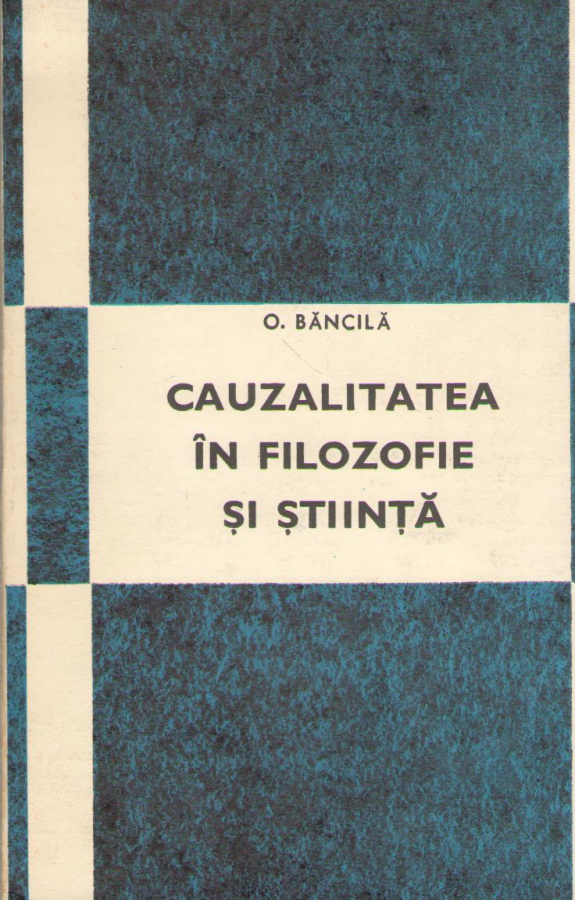 O. BĂNCILĂ
CAUZALITATEA
ÎN FILOZOFIE
ȘI ȘTIINȚĂ